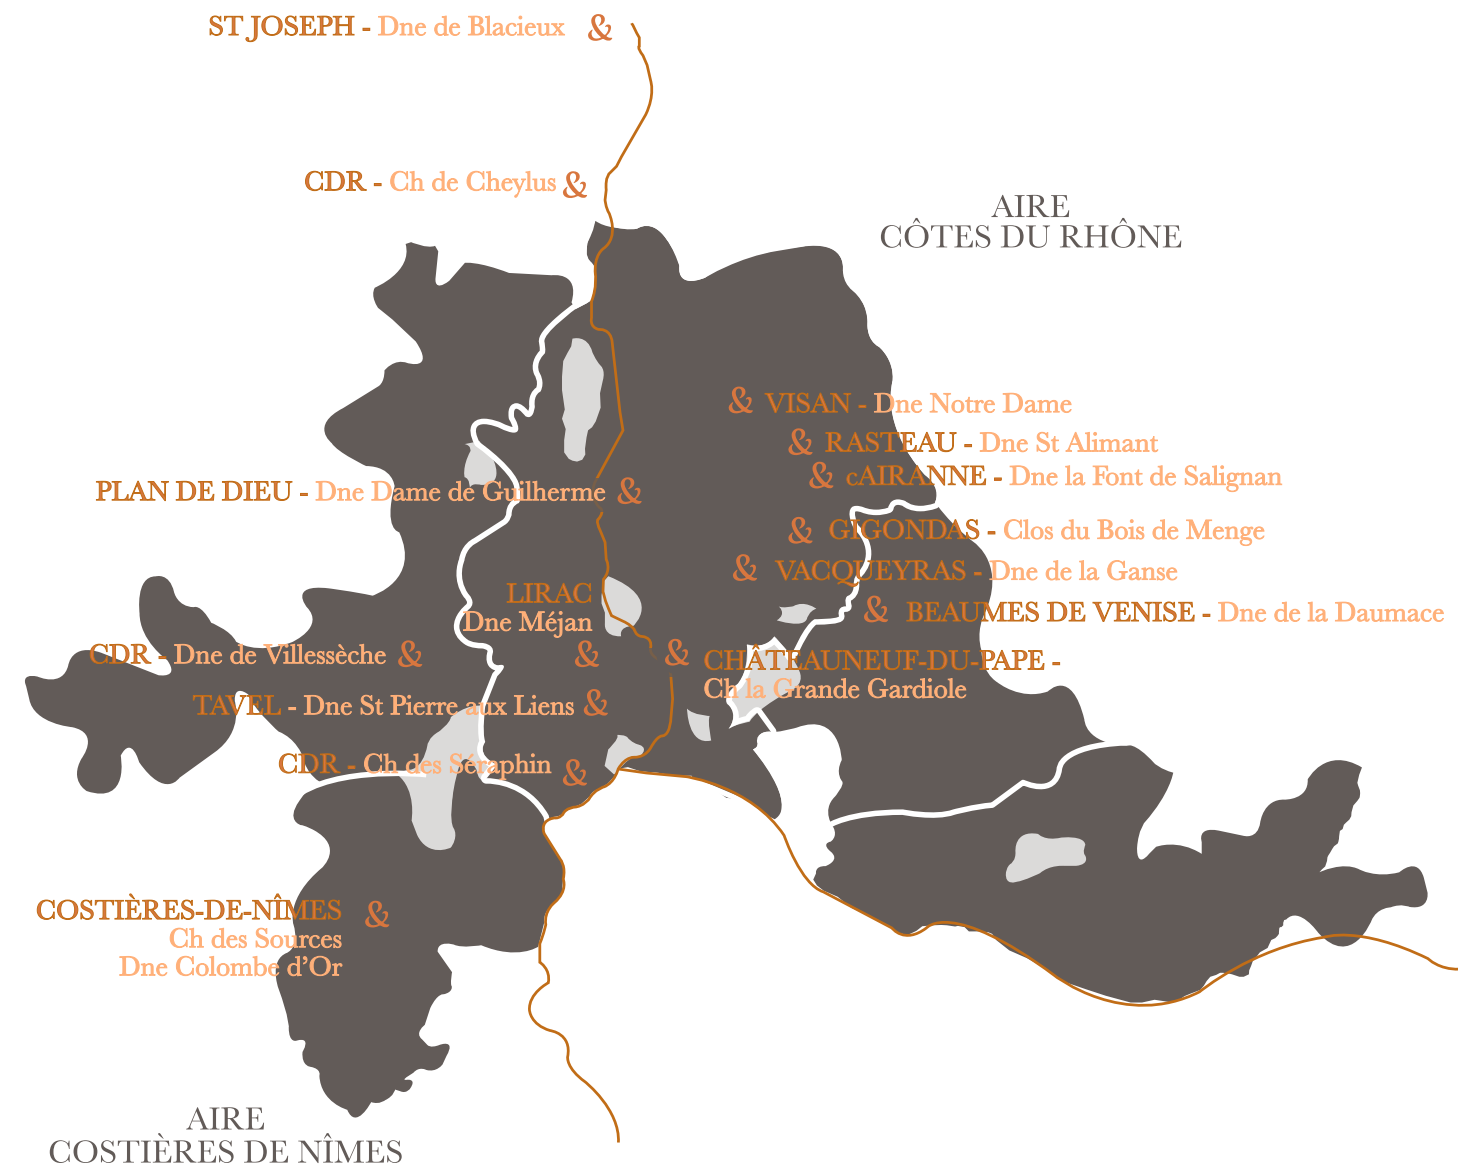 ST JOSEPH - Dne de Blacieux &
CDR - Ch de Cheylus &
AIRE
CÔTES DU RHÔNE
& VISAN - Dne Notre Dame
& RASTEAU - Dne St Alimant
& cAIRANNE - Dne la Font de Salignan
PLAN DE DIEU - Dne Dame de Guilherme &
& GIGONDAS - Clos du Bois de Menge
& VACQUEYRAS - Dne de la Ganse
LIRAC
Dne Méjan
&
& BEAUMES DE VENISE - Dne de la Daumace
CDR - Dne de Villessèche &
& CHÂTEAUNEUF-DU-PAPE -
Ch la Grande Gardiole
TAVEL - Dne St Pierre aux Liens &
CDR - Ch des Séraphin &
COSTIÈRES-DE-NÎMES &
Ch des Sources
Dne Colombe d’Or
AIRE
COSTIÈRES DE NÎMES